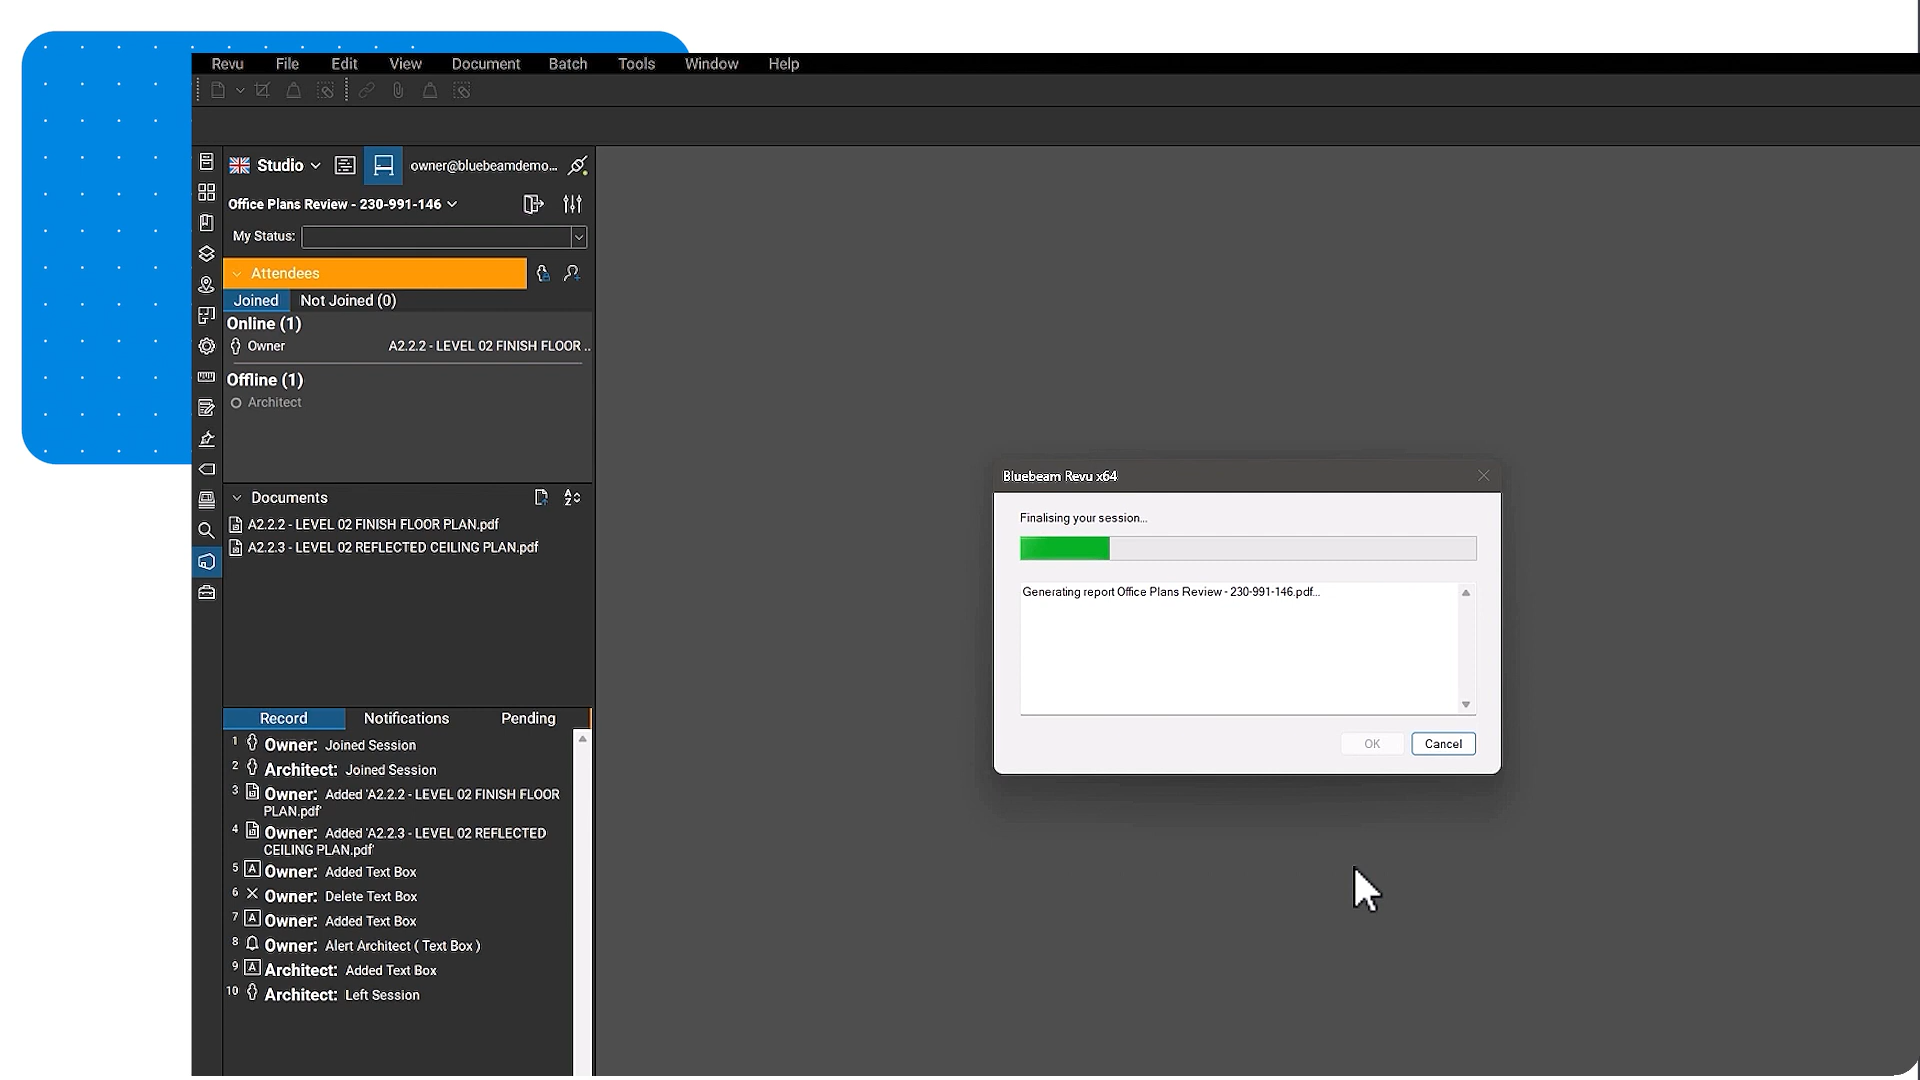 Revu File Edit View Document Batch Tools Window Help
Studio owner@bluebeamdemo...
Office Plans Review - 230-991-146
My Status:
Attendees
Joined Not Joined (0)
Online (1)
Owner A2.2.2 - LEVEL 02 FINISH FLOOR ..
Offline (1)
Architect
Documents
A2.2.2 - LEVEL 02 FINISH FLOOR PLAN.pdf
A2.2.3 - LEVEL 02 REFLECTED CEILING PLAN.pdf
Record Notifications Pending
1 Owner: Joined Session
2 Architect: Joined Session
3 Owner: Added 'A2.2.2 - LEVEL 02 FINISH FLOOR
PLAN.pdf'
4 Owner: Added 'A2.2.3 - LEVEL 02 REFLECTED
CEILING PLAN.pdf'
5 Owner: Added Text Box
6 Owner: Delete Text Box
7 Owner: Added Text Box
8 Owner: Alert Architect ( Text Box )
9 Architect: Added Text Box
10 Architect: Left Session
Bluebeam Revu x64
Finalising your session...
Generating report Office Plans Review - 230-991-146.pdf...
OK Cancel